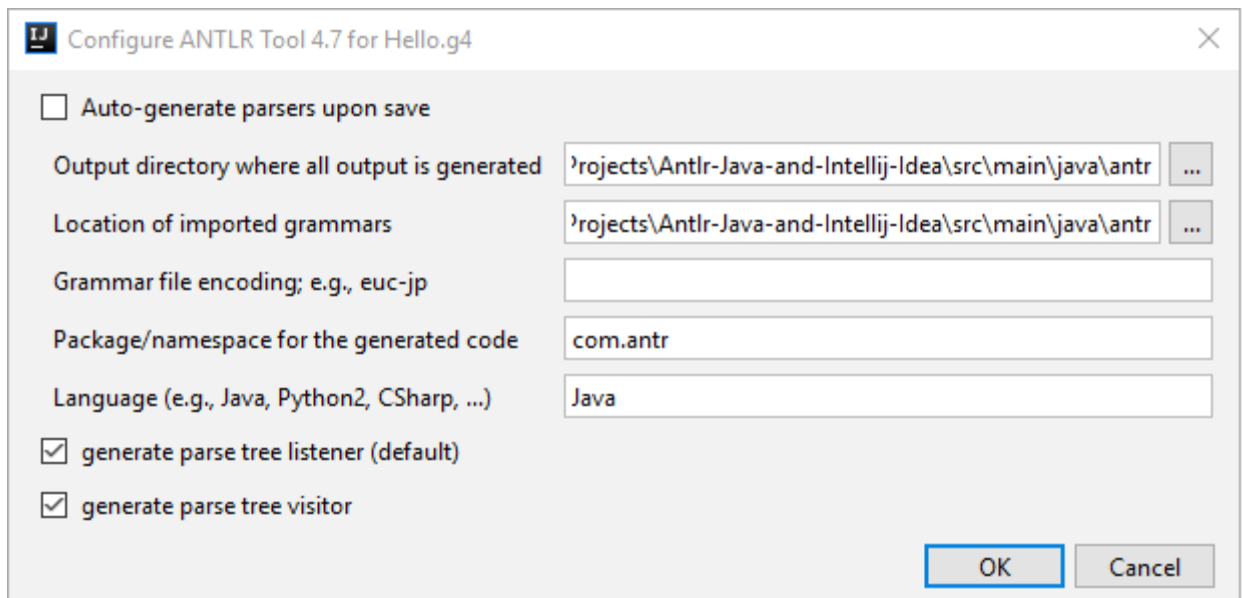 IJ Configure ANTLR Tool 4.7 for Hello.g4
Auto-generate parsers upon save
Output directory where all output is generated Projects\Antlr-Java-and-Intellij-Idea\src\main\java\antr ...
Location of imported grammars Projects\Antlr-Java-and-Intellij-Idea\src\main\java\antr ...
Grammar file encoding; e.g., euc-jp
Package/namespace for the generated code com.antr
Language (e.g., Java, Python2, CSharp, ...) Java
generate parse tree listener (default)
generate parse tree visitor
OK Cancel